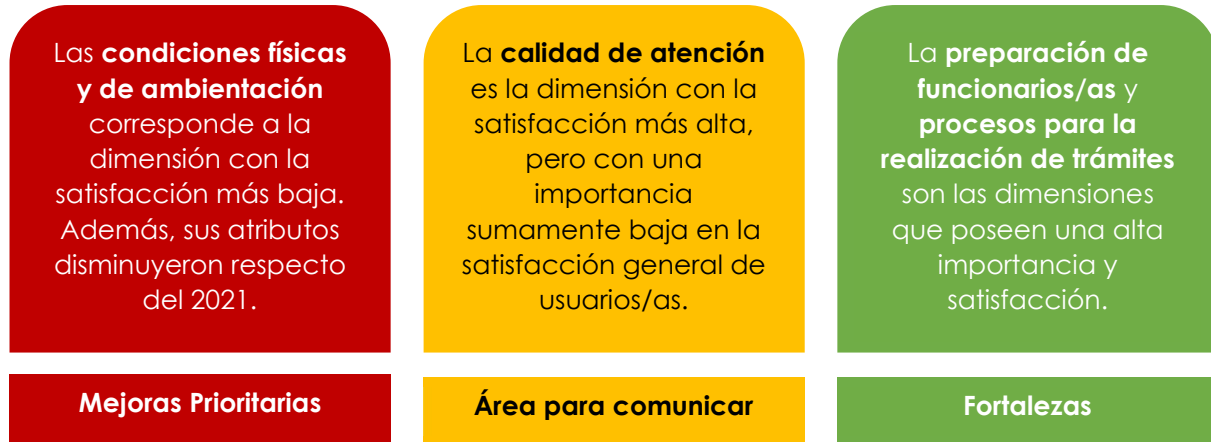 Las condiciones físicas
y de ambientación
corresponde a la
dimensión con la
satisfacción más baja.
Además, sus atributos
disminuyeron respecto
del 2021.
Mejoras Prioritarias
La calidad de atención
es la dimensión con la
satisfacción más alta,
pero con una
importancia
sumamente baja en la
satisfacción general de
usuarios/as.
Área para comunicar
La preparación de
funcionarios/as y
procesos para la
realización de trámites
son las dimensiones
que poseen una alta
importancia y
satisfacción.
Fortalezas